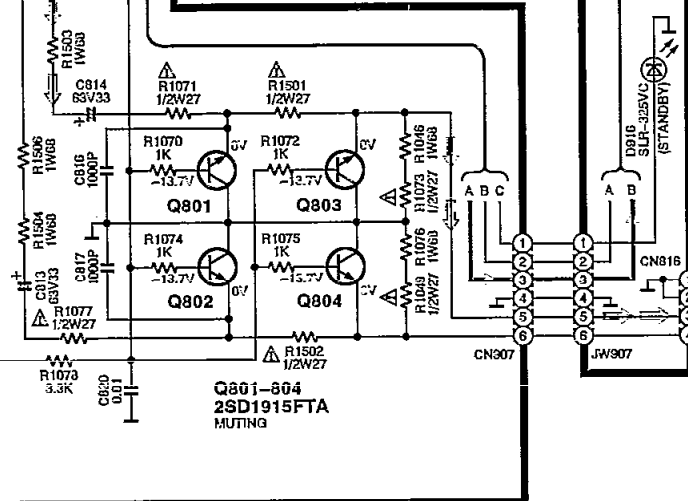 R1503
1W68
C814
63V33
+
R1071
1/2W27
R1501
1/2W27
R1506
1W68
C816
1000P
R1070
1K
0V
–13.7V
Q801
R1072
1K
0V
–13.7V
Q803
R1046
1W68
R1073
1/2W27
R1504
1W68
+
C813
63V33
C817
1000P
R1074
1K
–13.7V
0V
Q802
R1075
1K
–13.7V
0V
Q804
R1076
1W68
R1049
1/2W27
R1077
1/2W27
R1502
1/2W27
R1078
3.3K
C820
0.01
Q801–804
2SD1915FTA
MUTING
A B C
1 1
2 2
3 3
4 4
5 5
6 6
CN907
JW907
A B
D916
SLR–325VC
(STANDBY)
CN816